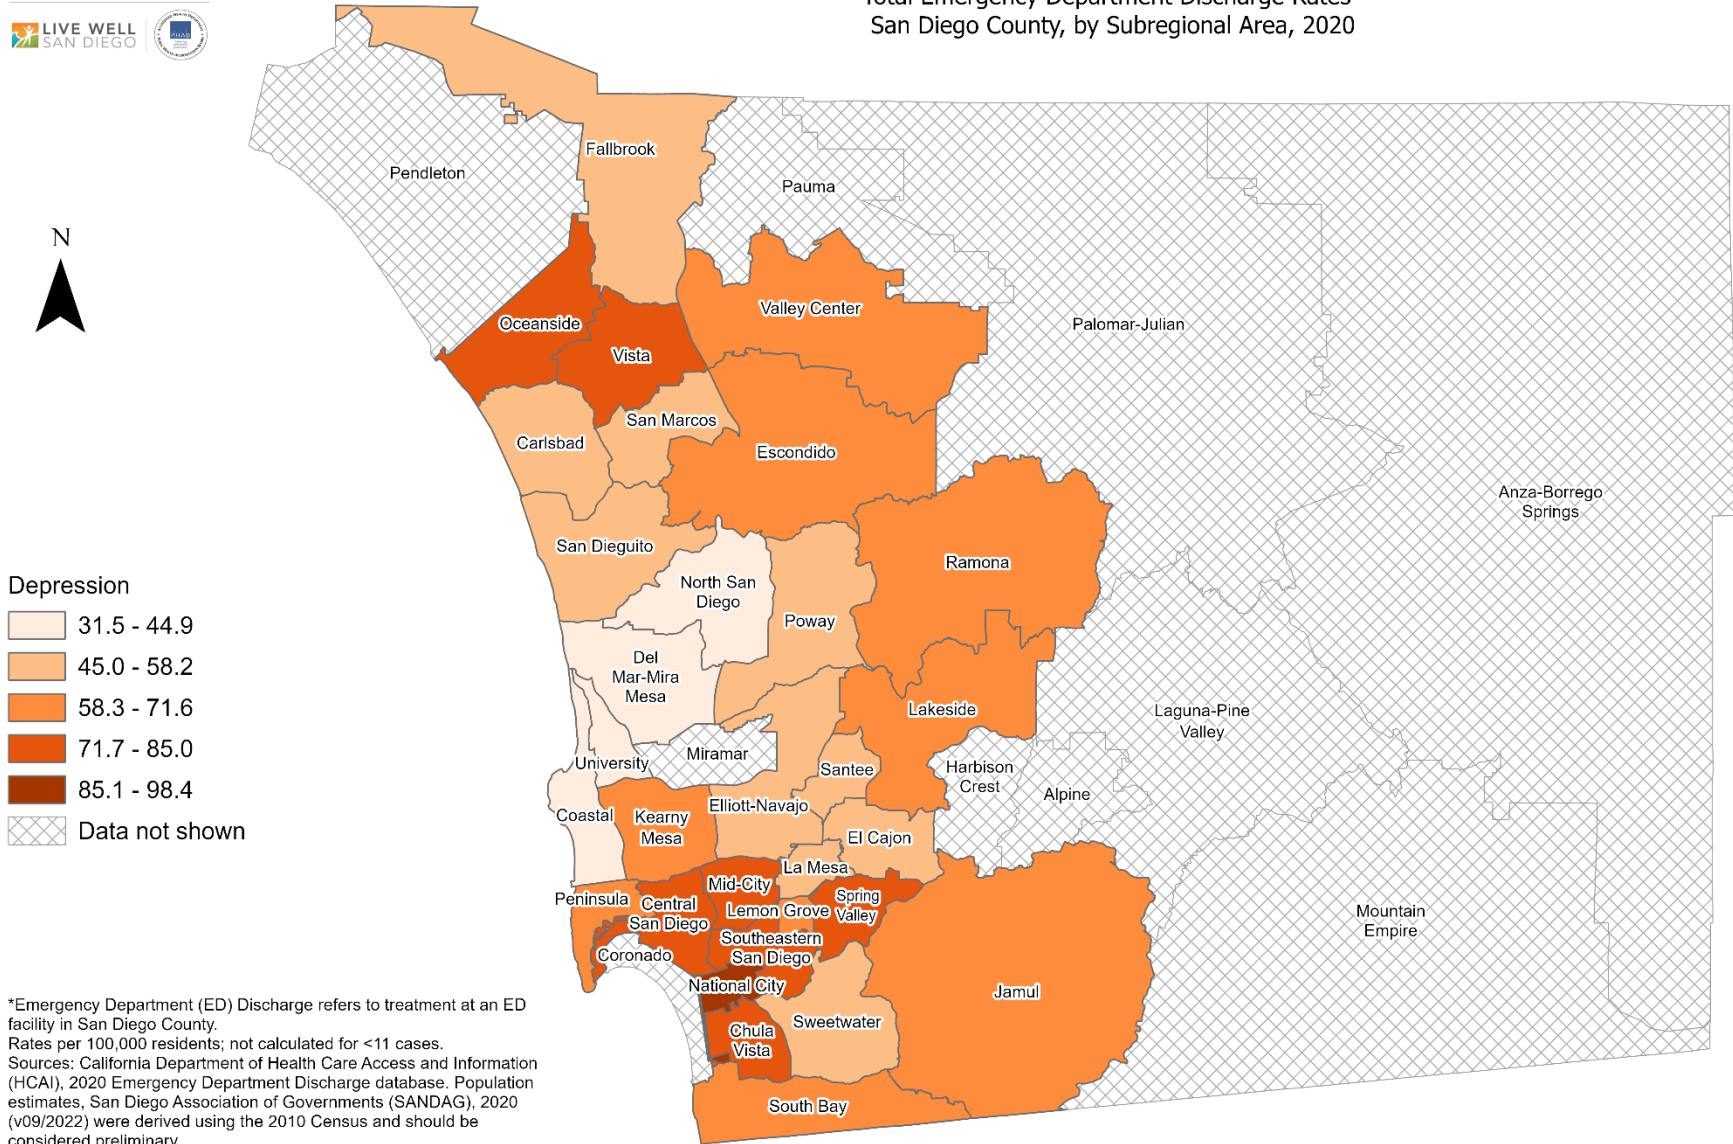 LIVE WELL
SAN DIEGO
PHAB
Total Emergency Department Discharge Rates
San Diego County, by Subregional Area, 2020
N
Fallbrook
Pendleton
Pauma
Valley Center
Oceanside
Palomar-Julian
Vista
San Marcos
Carlsbad
Escondido
Anza-Borrego
Springs
San Dieguito
Ramona
North San
Diego
Poway
Del
Mar-Mira
Mesa
Lakeside
Laguna-Pine
Valley
Miramar
University
Santee
Harbison
Crest
Alpine
Elliott-Navajo
Coastal
Kearny
Mesa
El Cajon
La Mesa
Mid-City
Peninsula
Central
San Diego
Lemon Grove
Spring
Valley
Mountain
Empire
Southeastern
San Diego
Coronado
National City
Jamul
Sweetwater
Chula
Vista
South Bay
Depression
31.5 - 44.9
45.0 - 58.2
58.3 - 71.6
71.7 - 85.0
85.1 - 98.4
Data not shown
*Emergency Department (ED) Discharge refers to treatment at an ED
facility in San Diego County.
Rates per 100,000 residents; not calculated for <11 cases.
Sources: California Department of Health Care Access and Information
(HCAI), 2020 Emergency Department Discharge database. Population
estimates, San Diego Association of Governments (SANDAG), 2020
(v09/2022) were derived using the 2010 Census and should be
considered preliminary